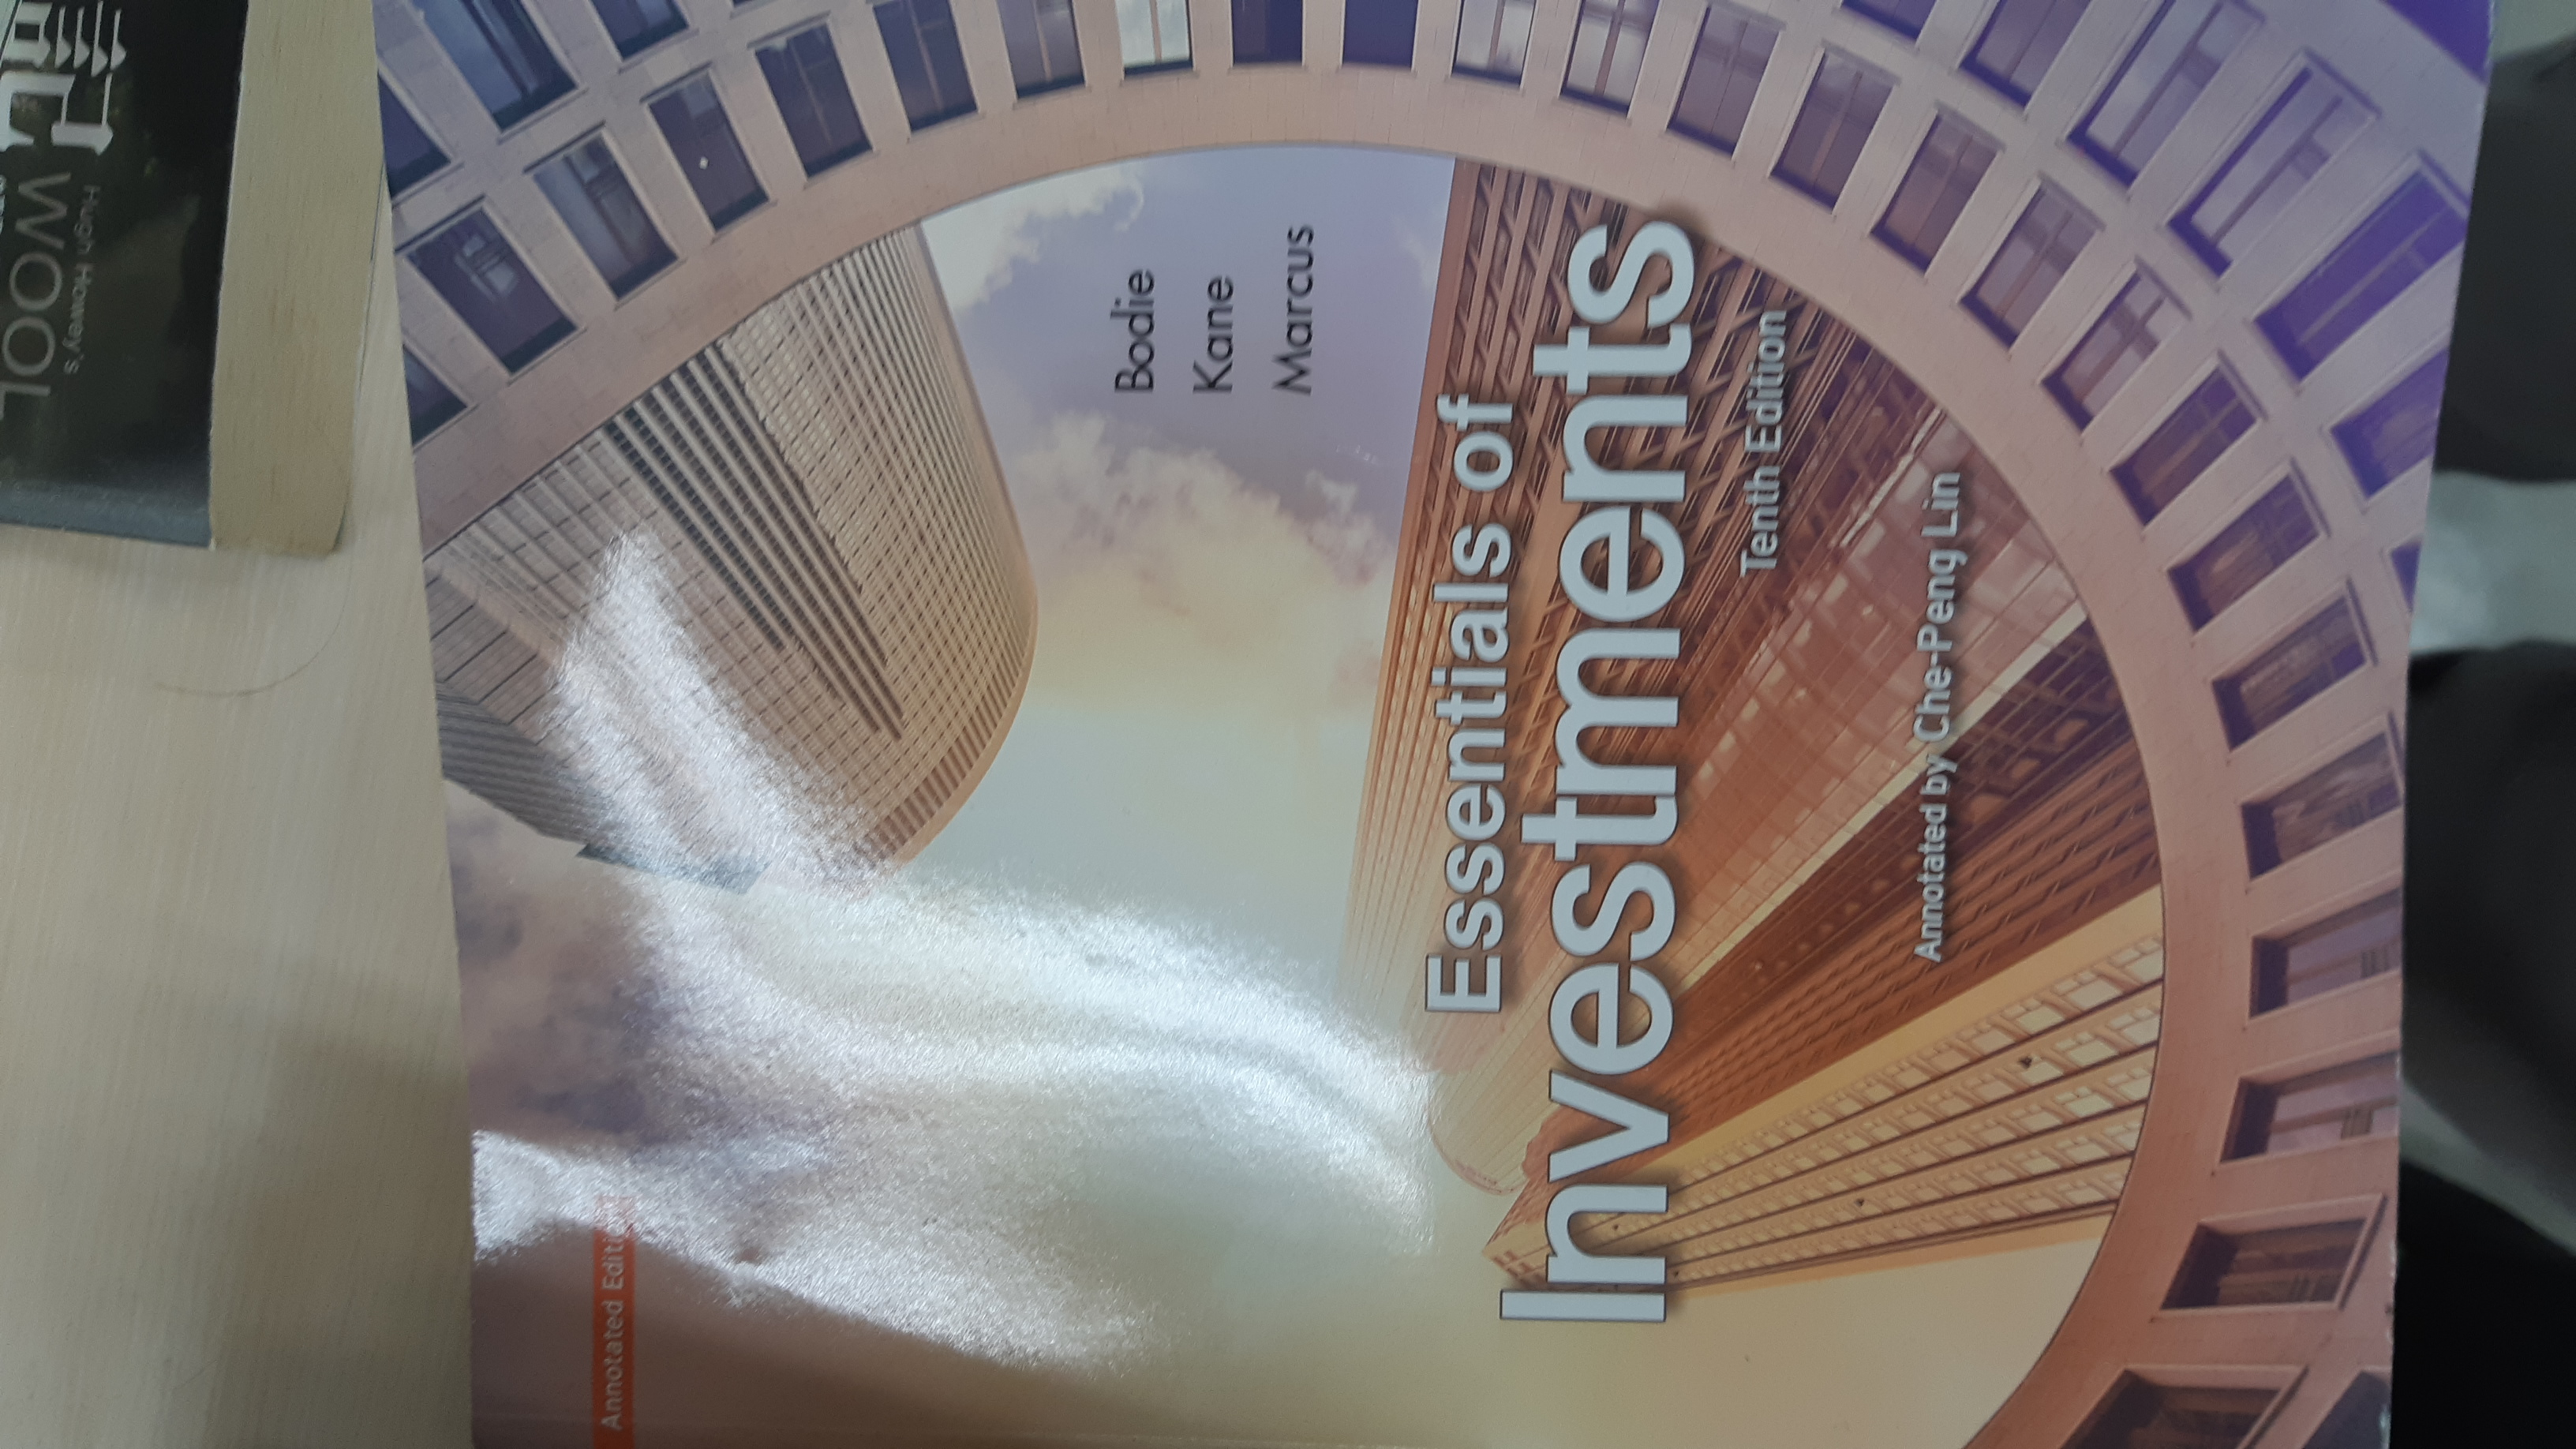 Hugh Howey's
WOOL
Annotated Edition
Bodie
Kane
Marcus
Essentials of
Investments
Tenth Edition
Annotated by Che-Peng Lin